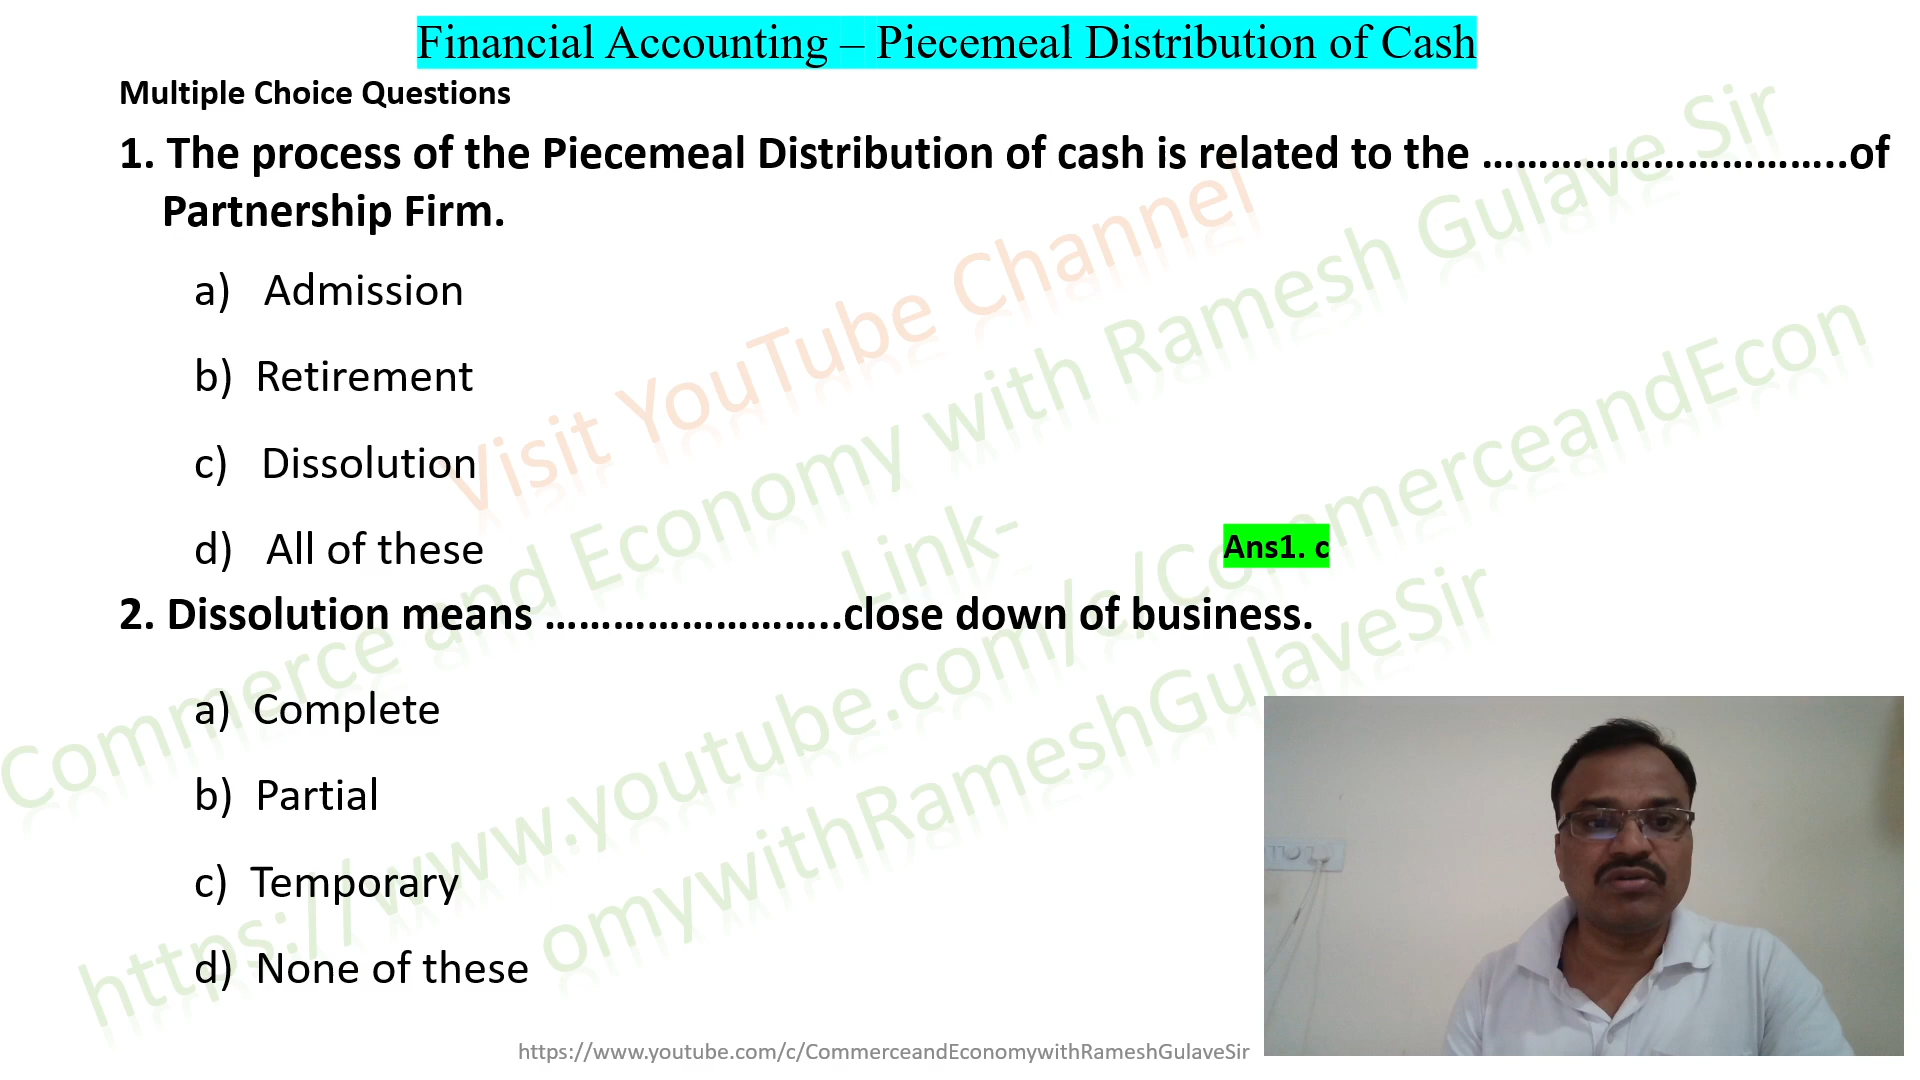 Financial Accounting – Piecemeal Distribution of Cash
Multiple Choice Questions
1. The process of the Piecemeal Distribution of cash is related to the …………………………..of
Partnership Firm.
a) Admission
b) Retirement
c) Dissolution
d) All of these
Ans1. c
2. Dissolution means ……………………..close down of business.
a) Complete
b) Partial
c) Temporary
d) None of these
Visit YouTube Channel
Commerce and Economy with Ramesh Gulave Sir
Link-
https://www.youtube.com/c/CommerceandEcon
omywithRameshGulaveSir
https://www.youtube.com/c/CommerceandEconomywithRameshGulaveSir